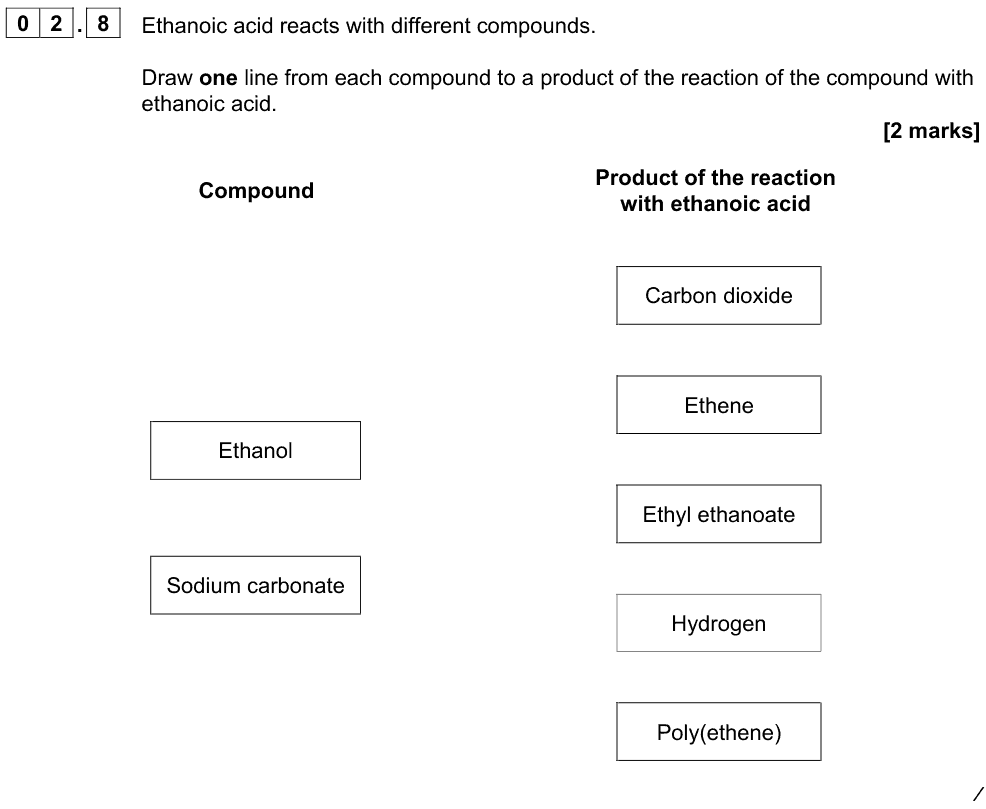 02.8 Ethanoic acid reacts with different compounds.
Draw one line from each compound to a product of the reaction of the compound with
ethanoic acid.
[2 marks]
Compound
Product of the reaction
with ethanoic acid
Carbon dioxide
Ethene
Ethanol
Ethyl ethanoate
Sodium carbonate
Hydrogen
Poly(ethene)
/